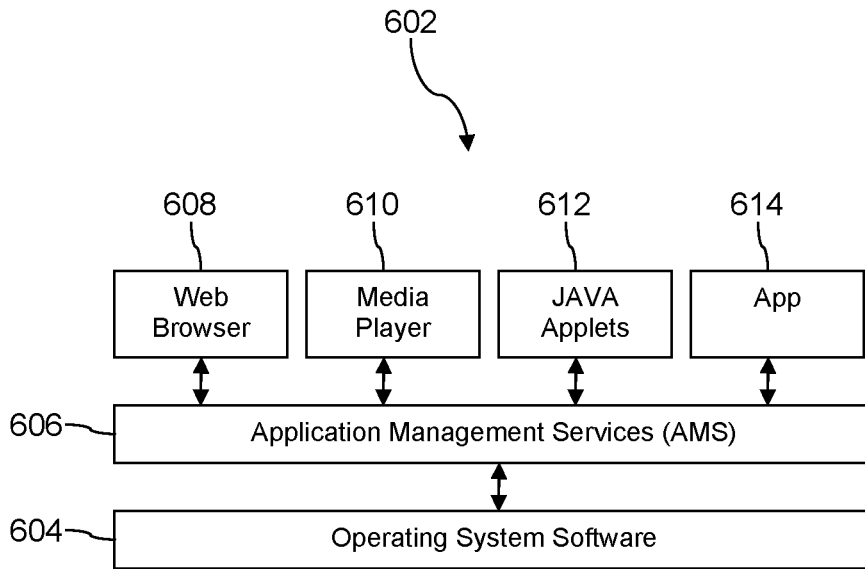 602
608
610
612
614
Web
Browser
Media
Player
JAVA
Applets
App
606
Application Management Services (AMS)
604
Operating System Software